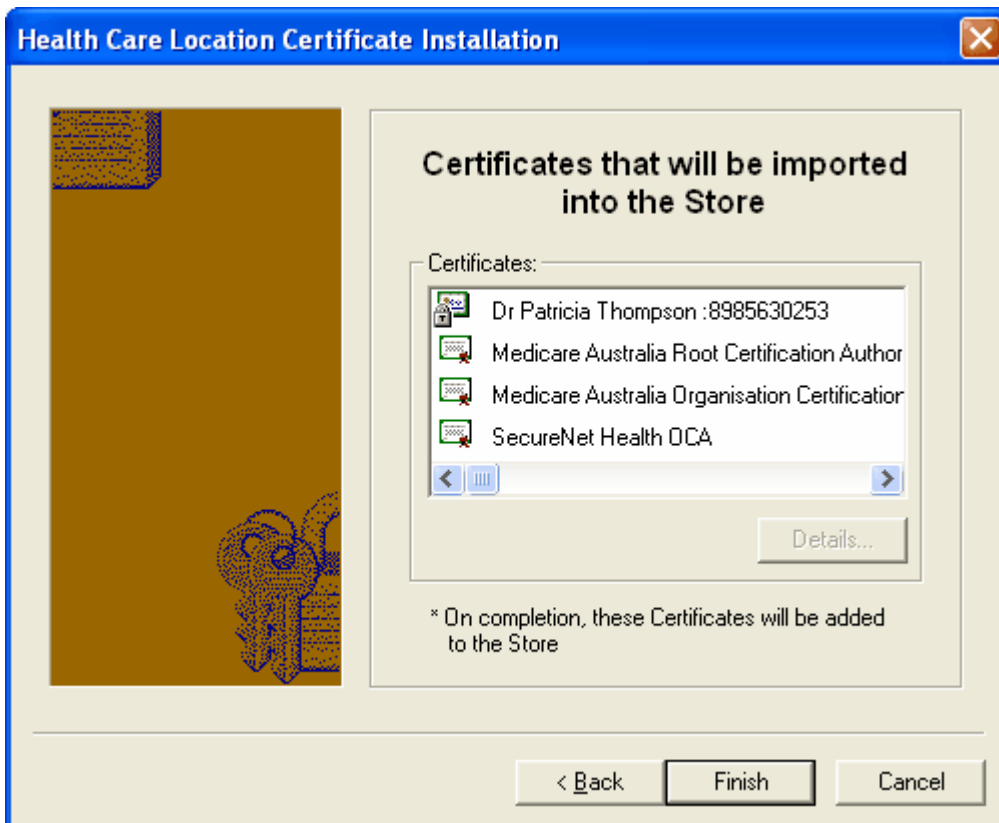 Health Care Location Certificate Installation
Certificates that will be imported
into the Store
Certificates:
Dr Patricia Thompson :8985630253
Medicare Australia Root Certification Author
Medicare Australia Organisation Certification
SecureNet Health OCA
Details...
* On completion, these Certificates will be added
to the Store
< Back
Finish
Cancel